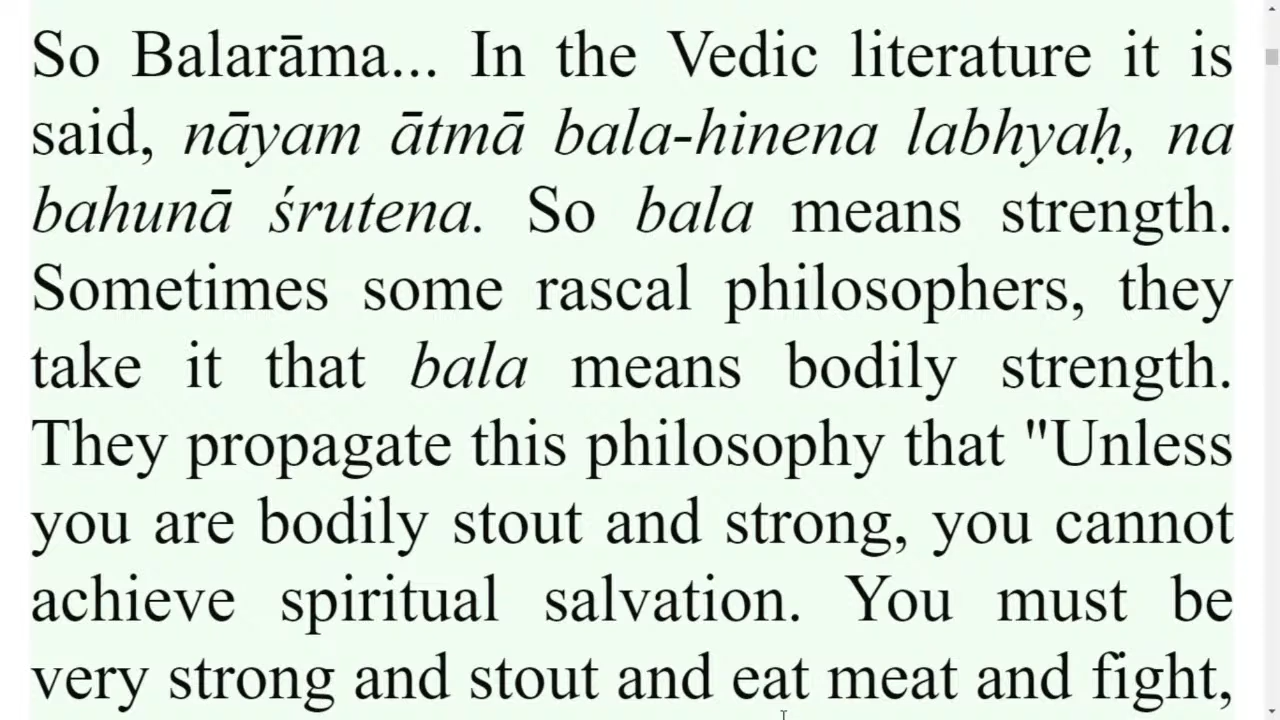 So Balarāma... In the Vedic literature it is
said, nāyam ātmā bala-hinena labhyaḥ, na
bahunā śrutena. So bala means strength.
Sometimes some rascal philosophers, they
take it that bala means bodily strength.
They propagate this philosophy that "Unless
you are bodily stout and strong, you cannot
achieve spiritual salvation. You must be
very strong and stout and eat meat and fight,